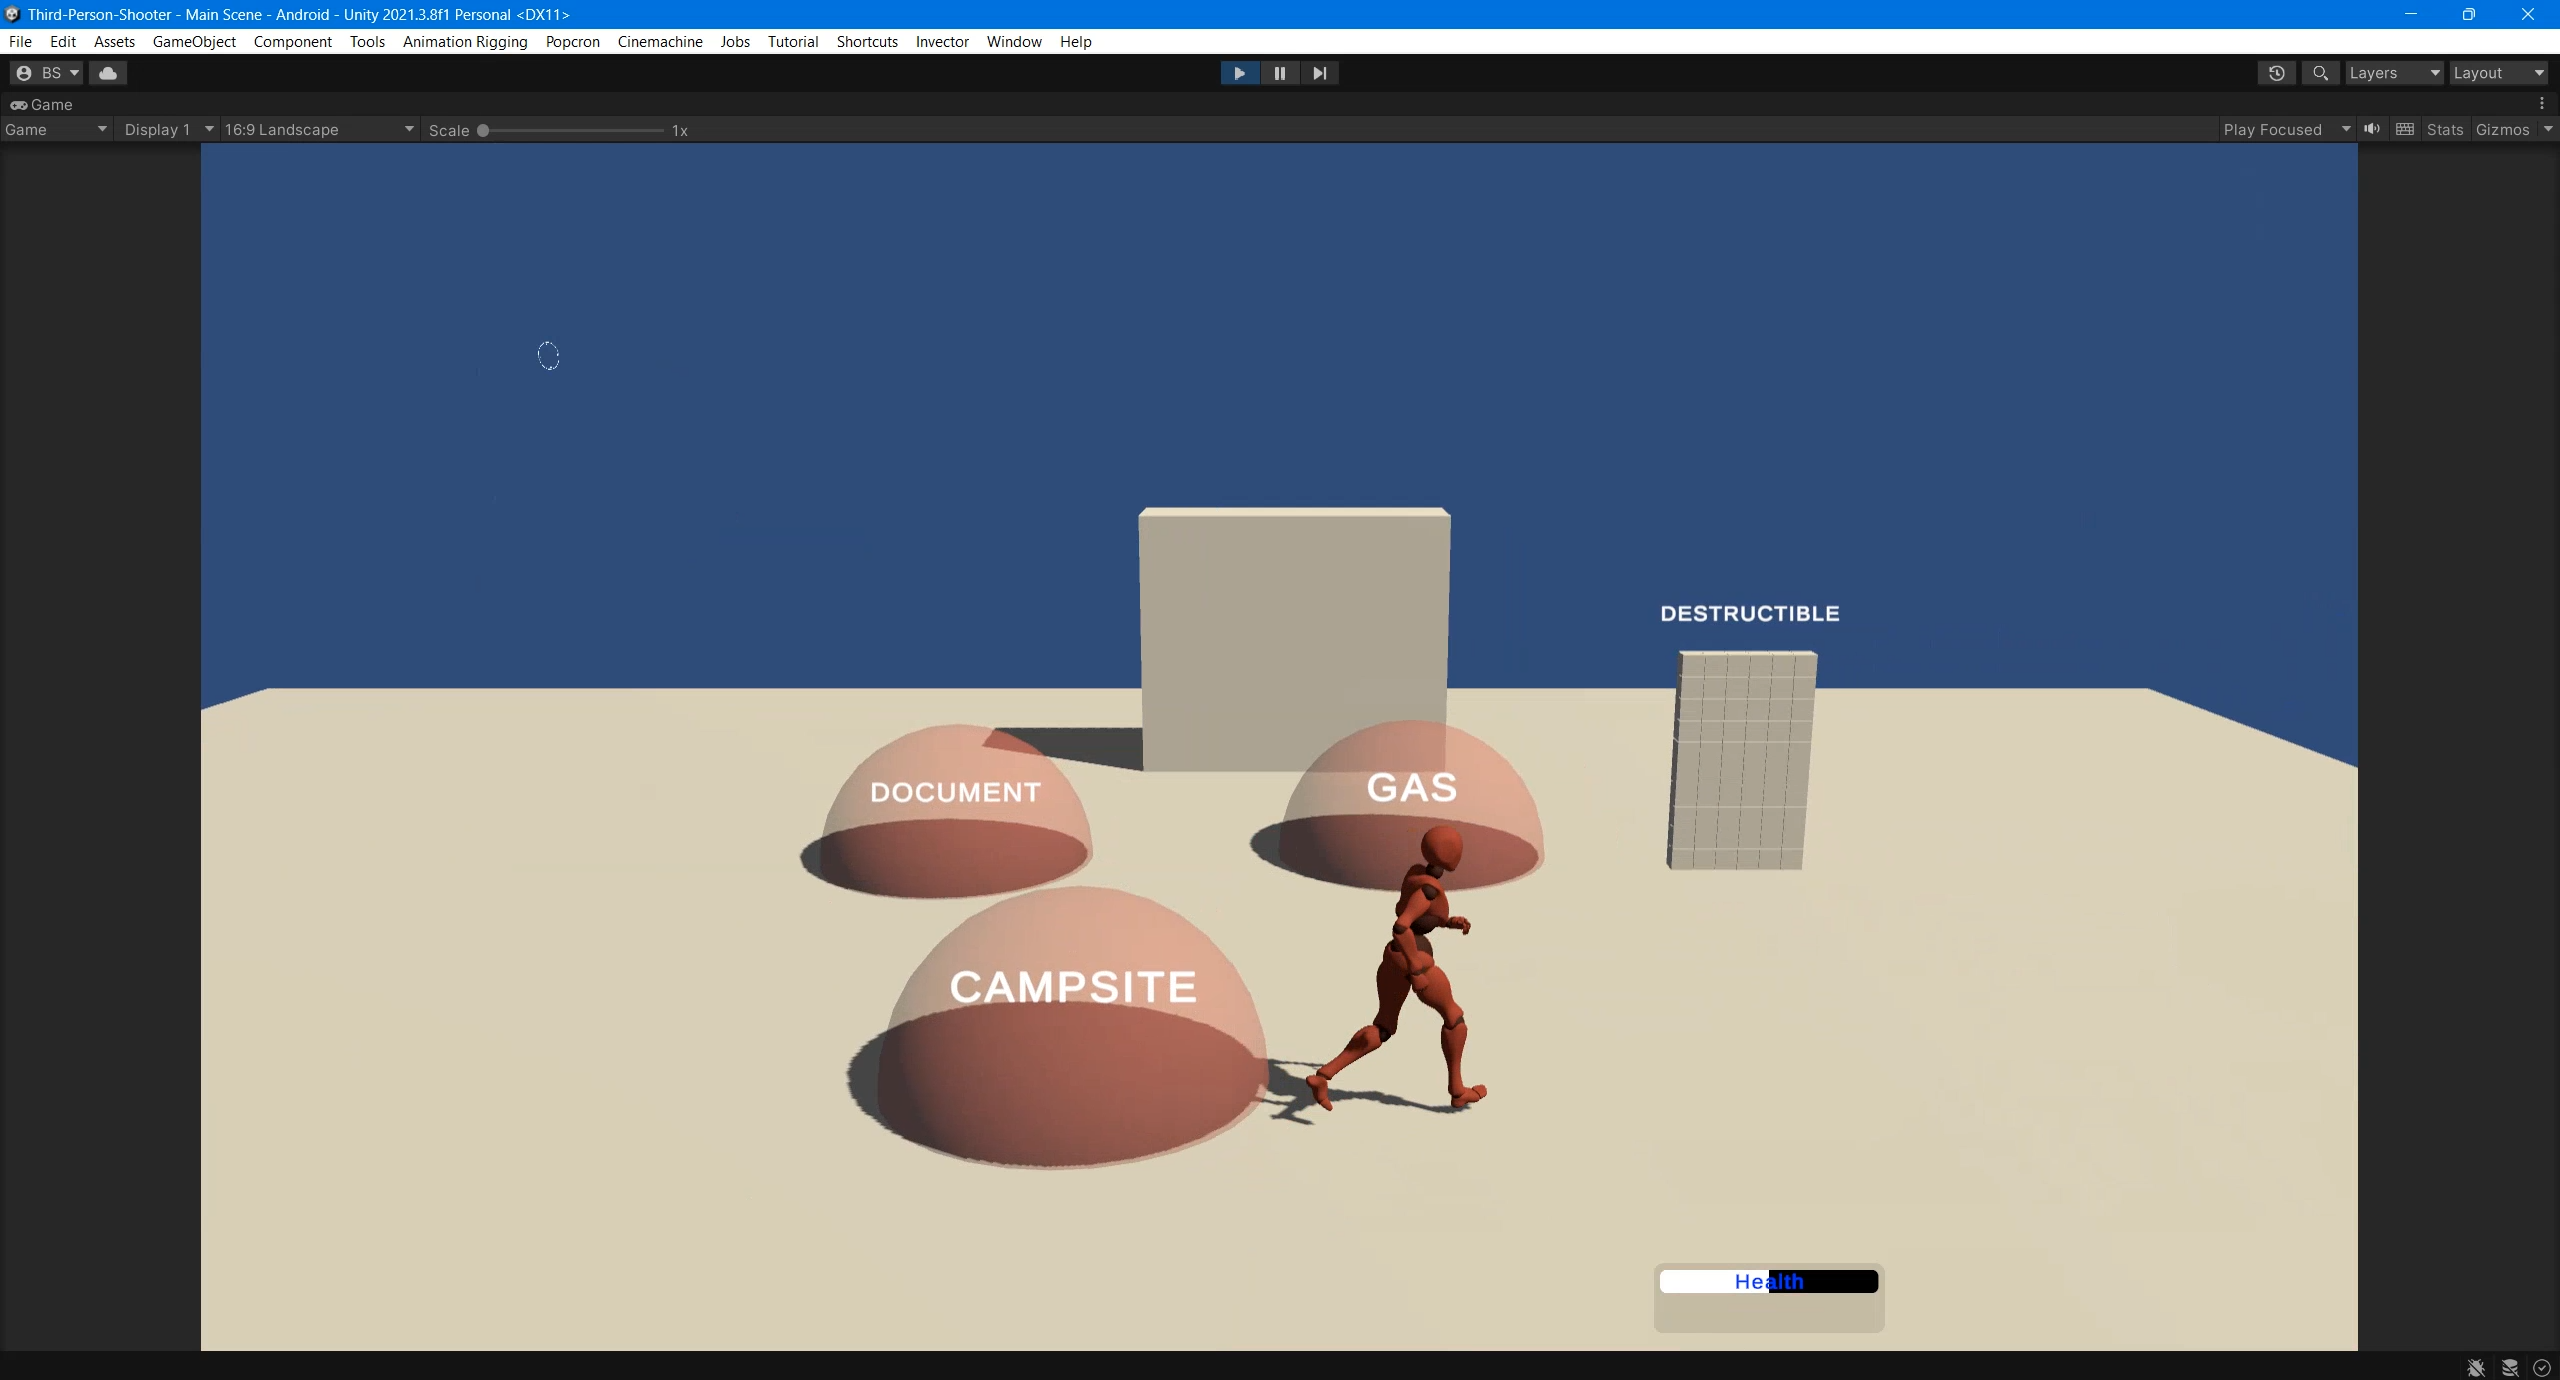 Third-Person-Shooter - Main Scene - Android - Unity 2021.3.8f1 Personal <DX11>
File Edit Assets GameObject Component Tools Animation Rigging Popcron Cinemachine Jobs Tutorial Shortcuts Invector Window Help
BS Layers Layout
Game
Game Display 1 16:9 Landscape Scale 1x Play Focused Stats Gizmos
DESTRUCTIBLE
DOCUMENT
GAS
CAMPSITE
Health